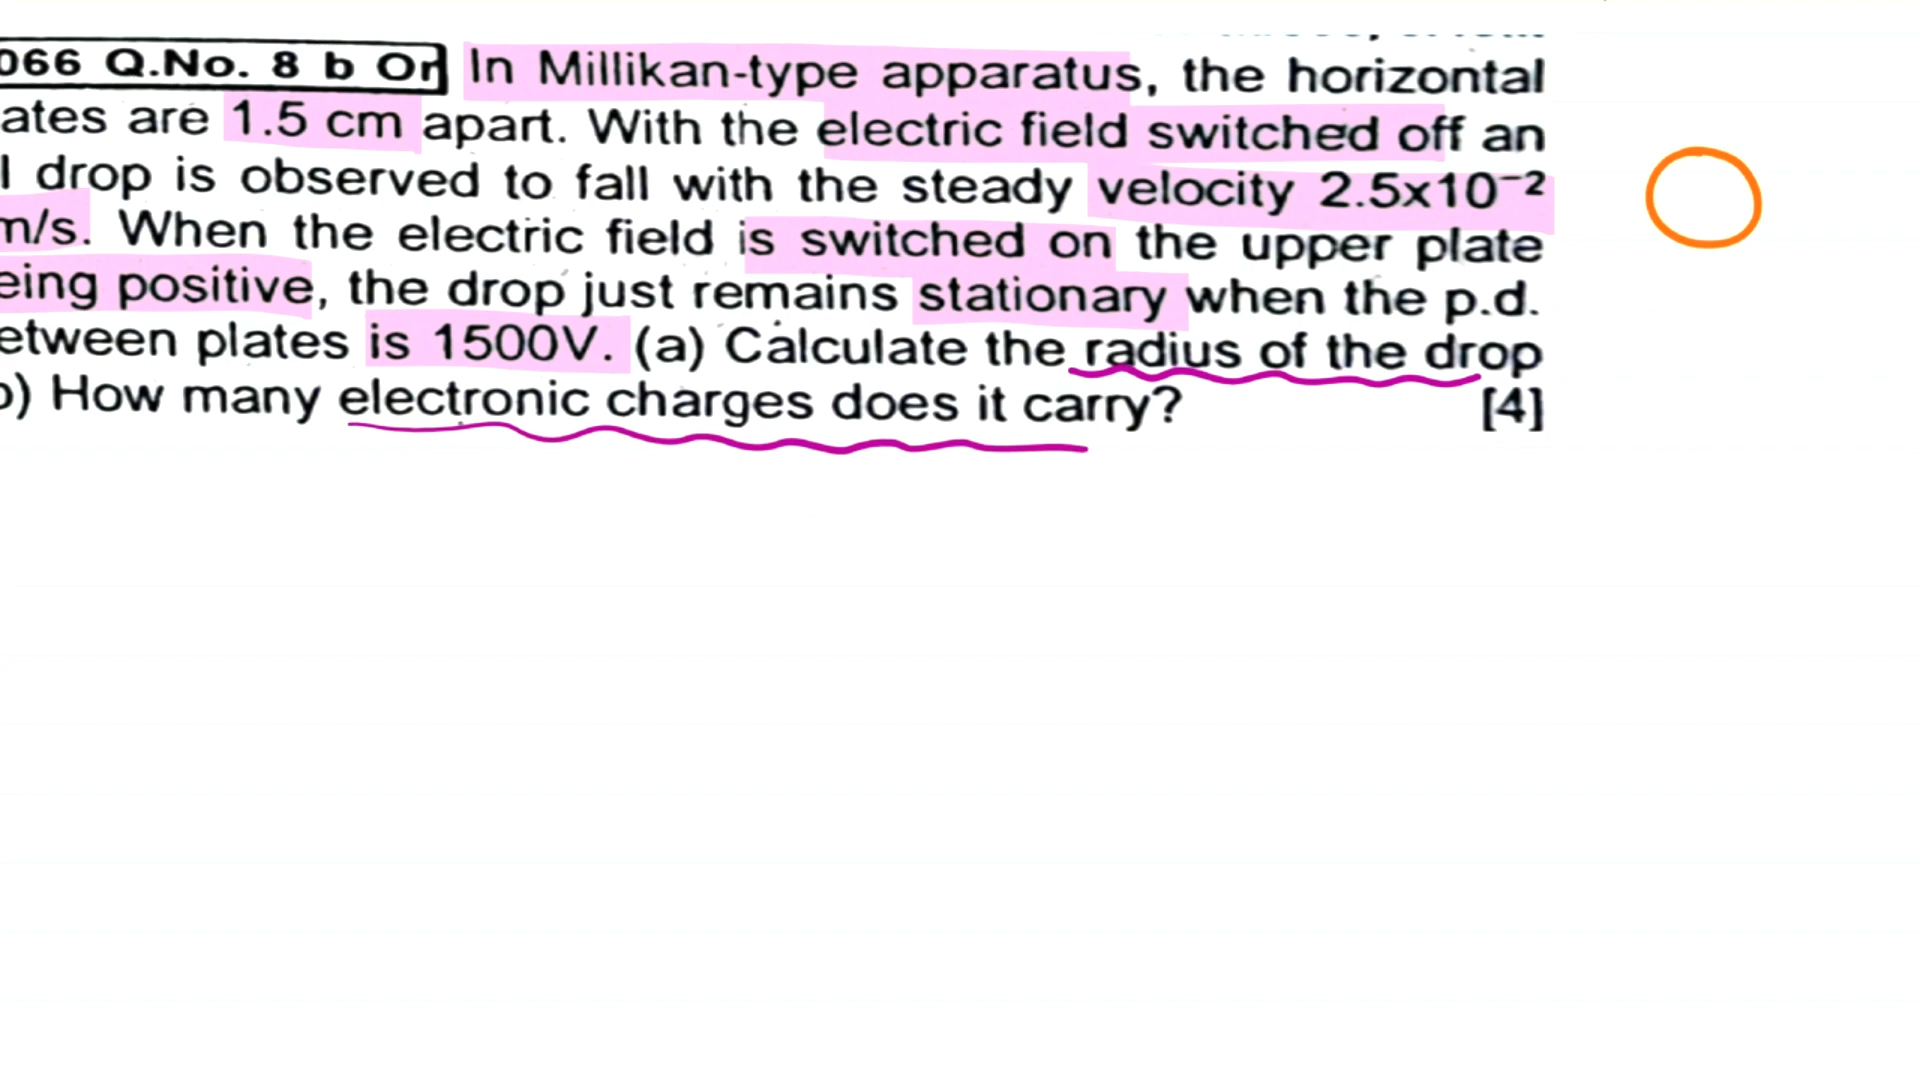 066 Q.No. 8 b Or In Millikan-type apparatus, the horizontal
ates are 1.5 cm apart. With the electric field switched off an
l drop is observed to fall with the steady velocity 2.5x10⁻²
m/s. When the electric field is switched on the upper plate
eing positive, the drop just remains stationary when the p.d.
etween plates is 1500V. (a) Calculate the radius of the drop
b) How many electronic charges does it carry? [4]